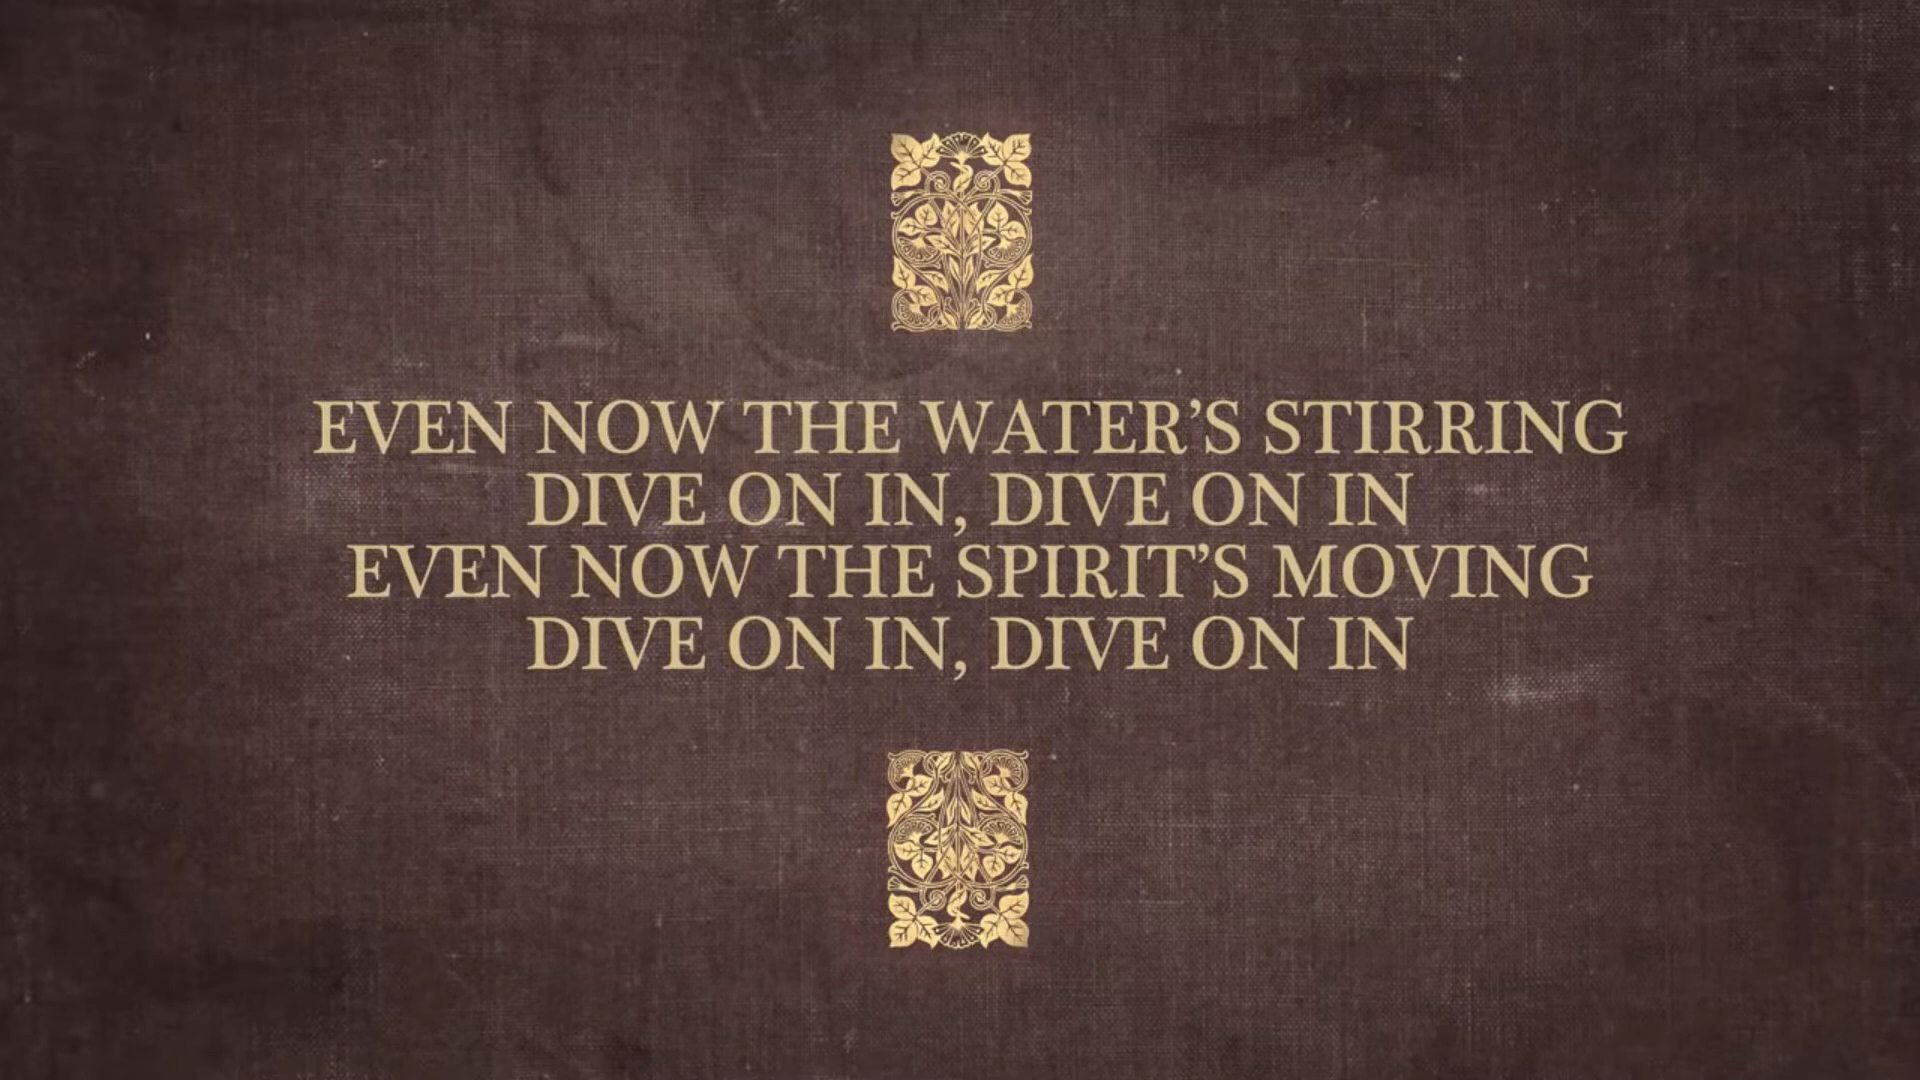 EVEN NOW THE WATER’S STIRRING
DIVE ON IN, DIVE ON IN
EVEN NOW THE SPIRIT’S MOVING
DIVE ON IN, DIVE ON IN